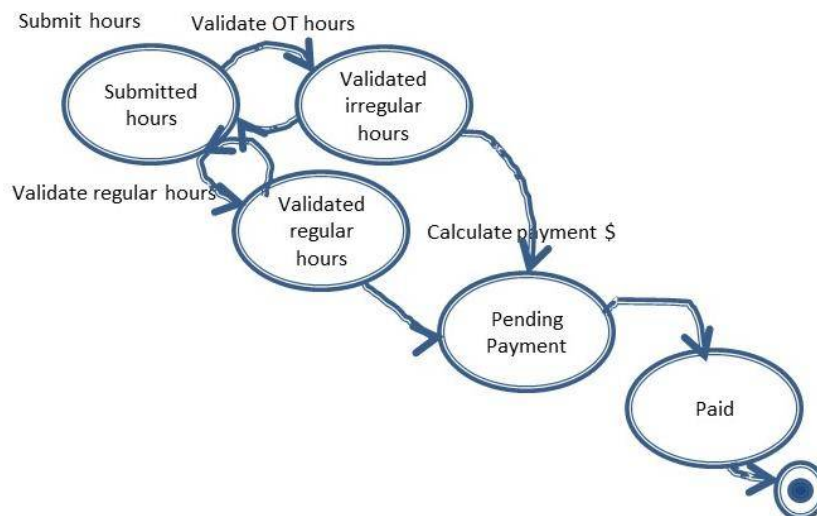 Submit hours
Validate OT hours
Submitted
hours
Validated
irregular
hours
Validate regular hours
Validated
regular
hours
Calculate payment $
Pending
Payment
Paid